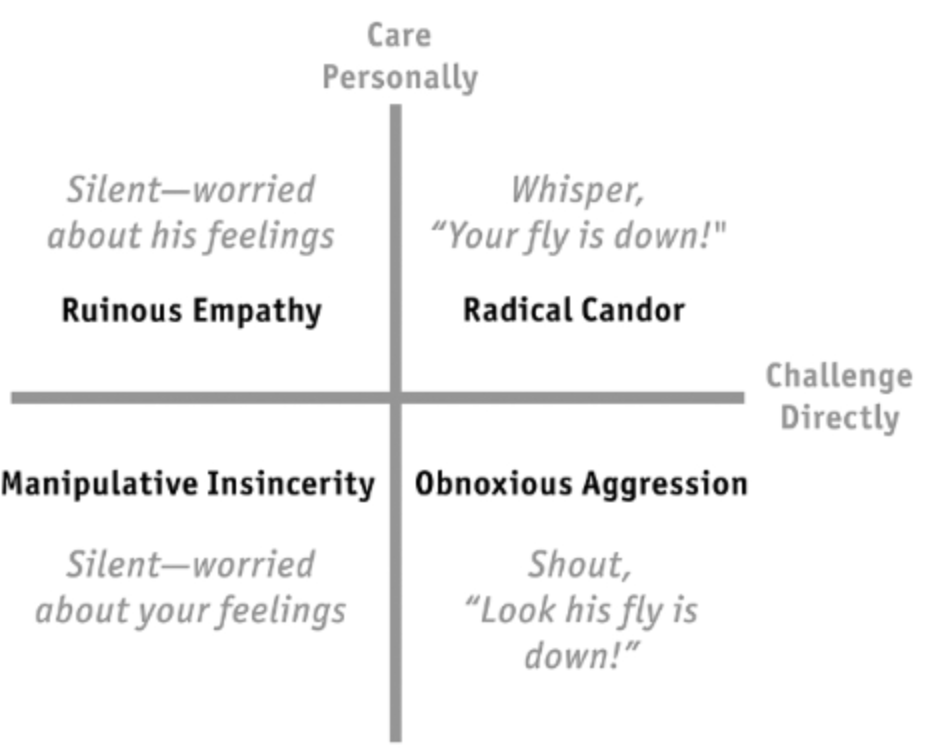 Care
Personally
Silent—worried
about his feelings
Ruinous Empathy
Whisper,
“Your fly is down!"
Radical Candor
Challenge
Directly
Manipulative Insincerity
Silent—worried
about your feelings
Obnoxious Aggression
Shout,
“Look his fly is
down!”